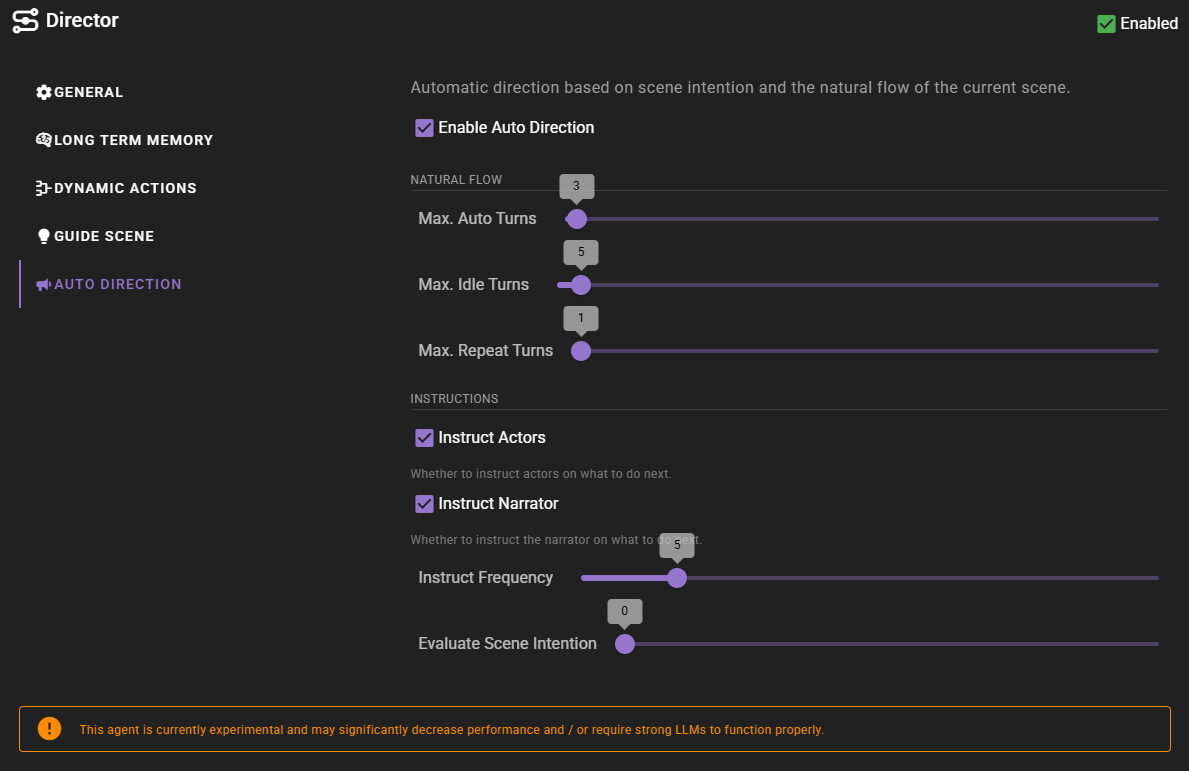 Director
Enabled
GENERAL
LONG TERM MEMORY
DYNAMIC ACTIONS
GUIDE SCENE
AUTO DIRECTION
Automatic direction based on scene intention and the natural flow of the current scene.
Enable Auto Direction
NATURAL FLOW
3
Max. Auto Turns
5
Max. Idle Turns
1
Max. Repeat Turns
INSTRUCTIONS
Instruct Actors
Whether to instruct actors on what to do next.
Instruct Narrator
Whether to instruct the narrator on what to do next.
5
Instruct Frequency
0
Evaluate Scene Intention
This agent is currently experimental and may significantly decrease performance and / or require strong LLMs to function properly.